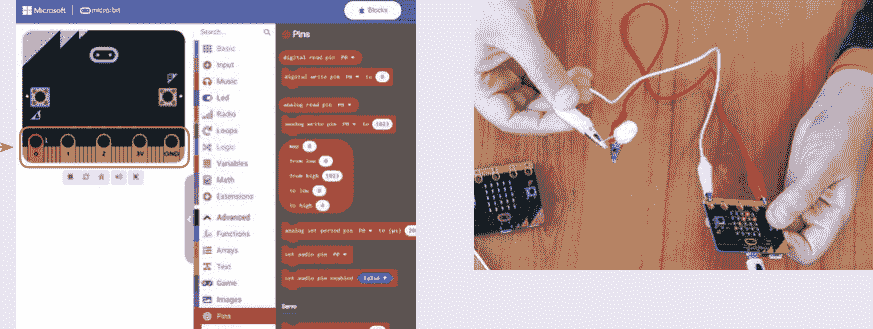 Microsoft
micro:bit
Blocks
Search...
Basic
Input
Music
Led
Radio
Loops
Logic
Variables
Math
Extensions
Advanced
Functions
Arrays
Text
Game
Images
Pins
0 1 2 3V GND
Pins
digital read pin P0
digital write pin P0 to 0
analog read pin P0
analog write pin P0 to 1023
map 0
from low 0
from high 1023
to low 0
to high 0
analog set period pin P0 to (µs)
set audio pin P0
set audio pin enabled
Servo